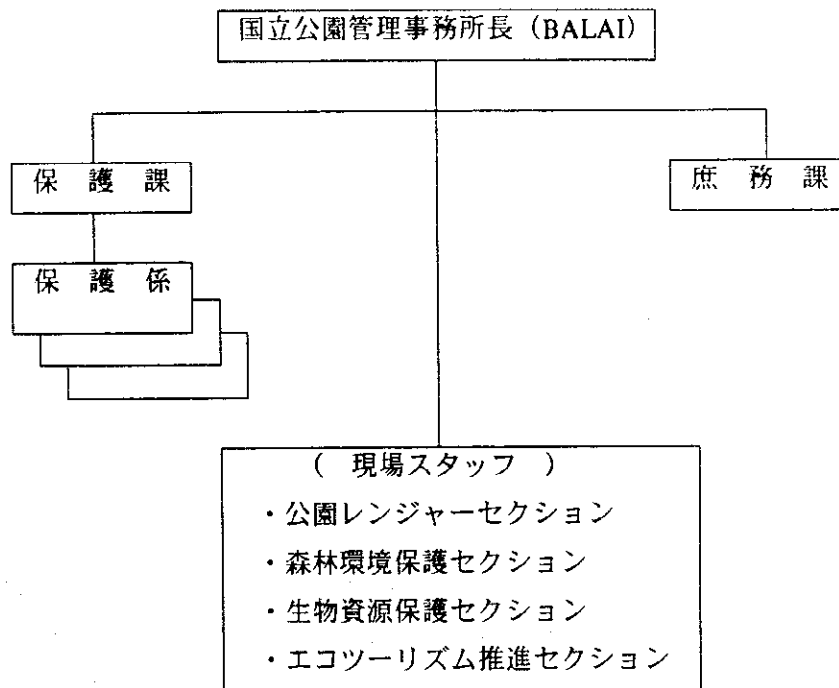 国立公園管理事務所長（BALAI）
保 護 課
庶 務 課
保 護 係
（ 現場スタッフ ）
・公園レンジャーセクション
・森林環境保護セクション
・生物資源保護セクション
・エコツーリズム推進セクション